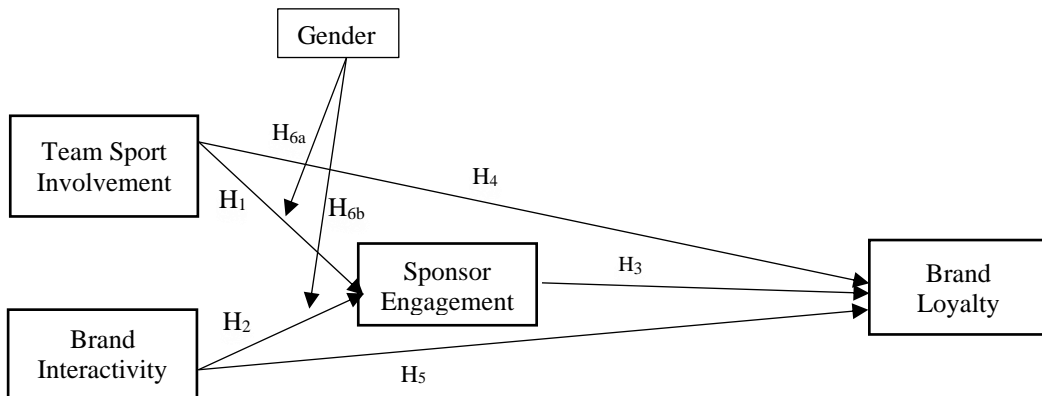 Gender
H6a
Team Sport
Involvement
H4
H1
H6b
Sponsor
Engagement
H3
Brand
Loyalty
Brand
Interactivity
H2
H5